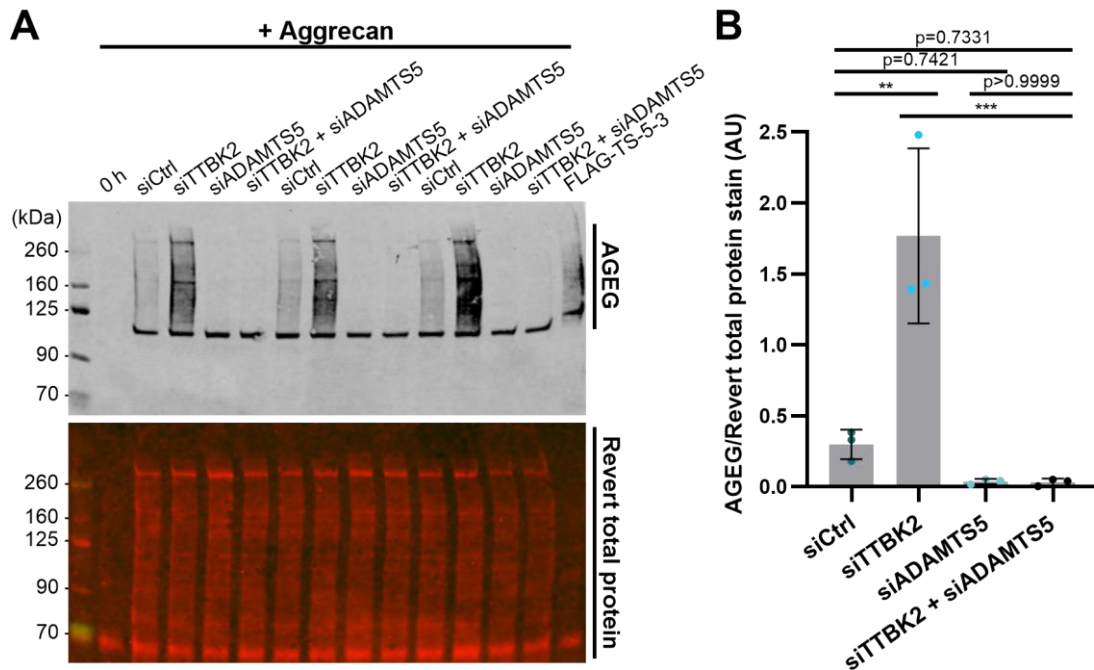 A
+ Aggrecan
0 h
siCtrl
siTTBK2
siADAMTS5
siTTBK2 + siADAMTS5
siCtrl
siTTBK2
siADAMTS5
siTTBK2 + siADAMTS5
siCtrl
siTTBK2
siADAMTS5
siTTBK2 + siADAMTS5
FLAG-TS-5-3
(kDa)
260
160
125
90
70
AGEG
260
160
125
90
70
Revert total protein
B
p=0.7331
p=0.7421
p>0.9999
**
***
AGEG/Revert total protein stain (AU)
2.5
2.0
1.5
1.0
0.5
0.0
siCtrl
siTTBK2
siADAMTS5
siTTBK2 + siADAMTS5